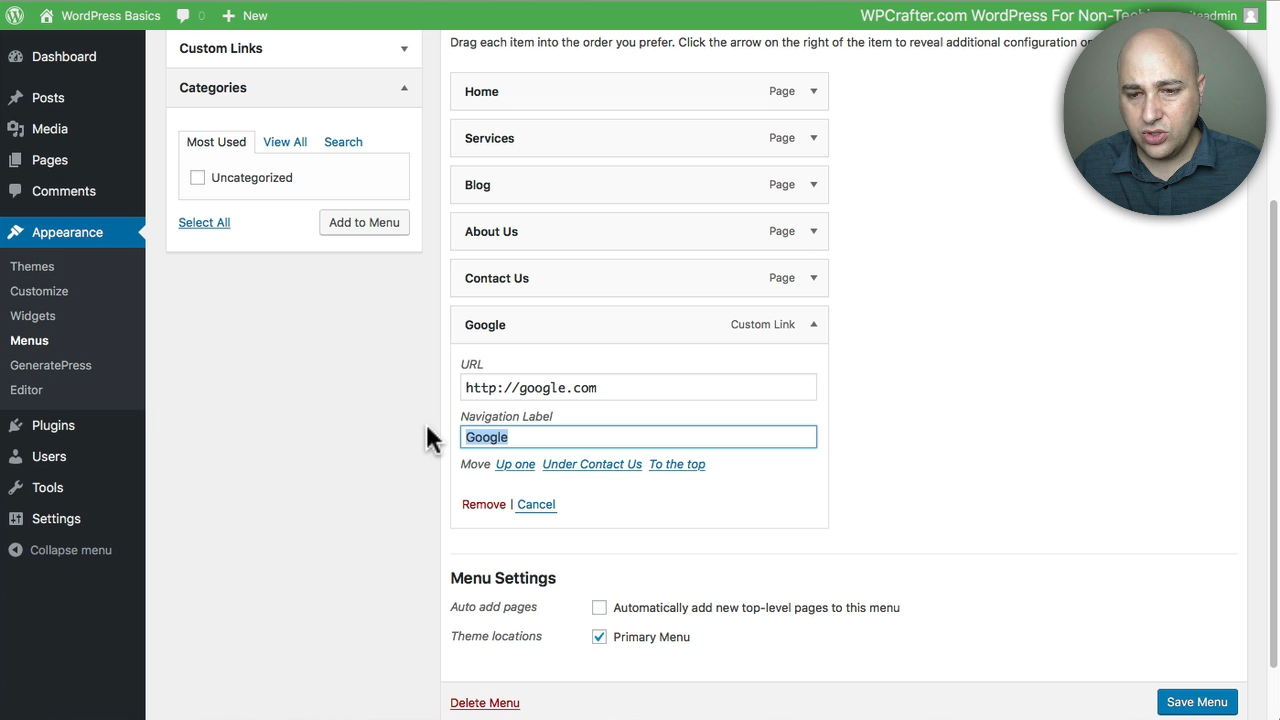 WordPress Basics
0
New
WPCrafter.com WordPress For Non-Tech
siteadmin
Dashboard
Posts
Media
Pages
Comments
Appearance
Themes
Customize
Widgets
Menus
GeneratePress
Editor
Plugins
Users
Tools
Settings
Collapse menu
Custom Links
Categories
Most Used View All Search
Uncategorized
Select All Add to Menu
Drag each item into the order you prefer. Click the arrow on the right of the item to reveal additional configuration
Home Page
Services Page
Blog Page
About Us Page
Contact Us Page
Google Custom Link
URL
http://google.com
Navigation Label
Google
Move Up one Under Contact Us To the top
Remove | Cancel
Menu Settings
Auto add pages Automatically add new top-level pages to this menu
Theme locations Primary Menu
Delete Menu Save Menu